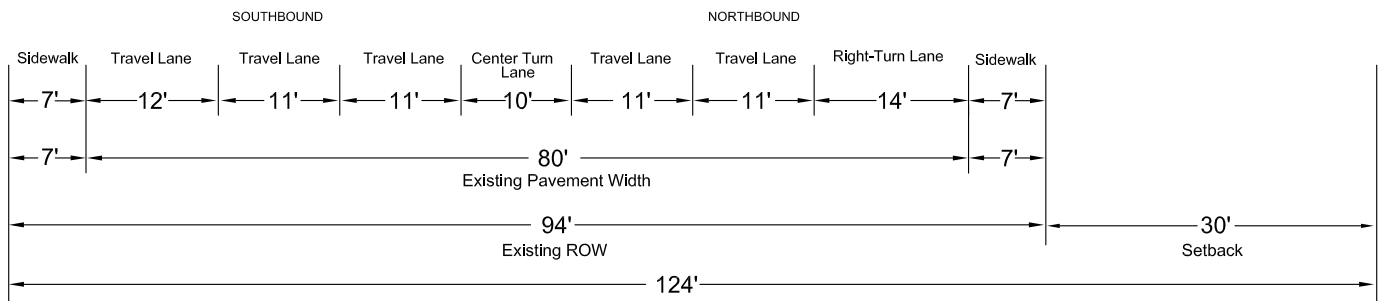 SOUTHBOUND NORTHBOUND
Sidewalk Travel Lane Travel Lane Travel Lane Center Turn Travel Lane Travel Lane Right-Turn Lane Sidewalk
Lane
7' 12' 11' 11' 10' 11' 11' 14' 7'
7' 80' 7'
Existing Pavement Width
94' 30'
Existing ROW Setback
124'